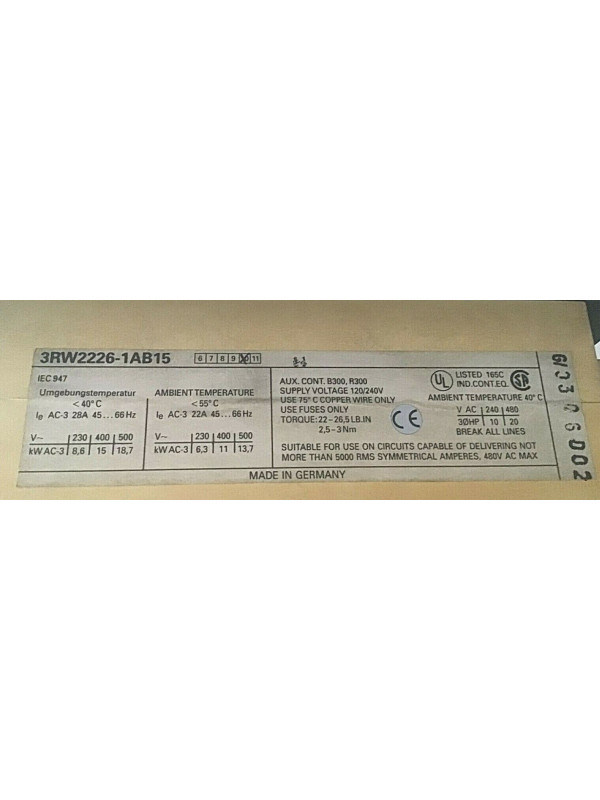 3RW2226-1AB15 6 7 8 9 10 11
IEC 947
Umgebungstemperatur
<40°C
Ie AC-3 28A 45...66Hz
V~ 230 400 500
kW AC-3 8,6 15 18,7
AMBIENT TEMPERATURE
<55°C
Ie AC-3 22A 45...66Hz
V~ 230 400 500
kW AC-3 6,3 11 13,7
AUX. CONT. B300, R300
SUPPLY VOLTAGE 120/240V
USE 75°C COPPER WIRE ONLY
USE FUSES ONLY
TORQUE: 22-26,5 LB.IN
2,5-3Nm
CE
UL LISTED 165C
IND.CONT.EQ. SA
AMBIENT TEMPERATURE 40°C
V AC 240 480
3ØHP 10 20
BREAK ALL LINES
SUITABLE FOR USE ON CIRCUITS CAPABLE OF DELIVERING NOT
MORE THAN 5000 RMS SYMMETRICAL AMPERES, 480V AC MAX
MADE IN GERMANY